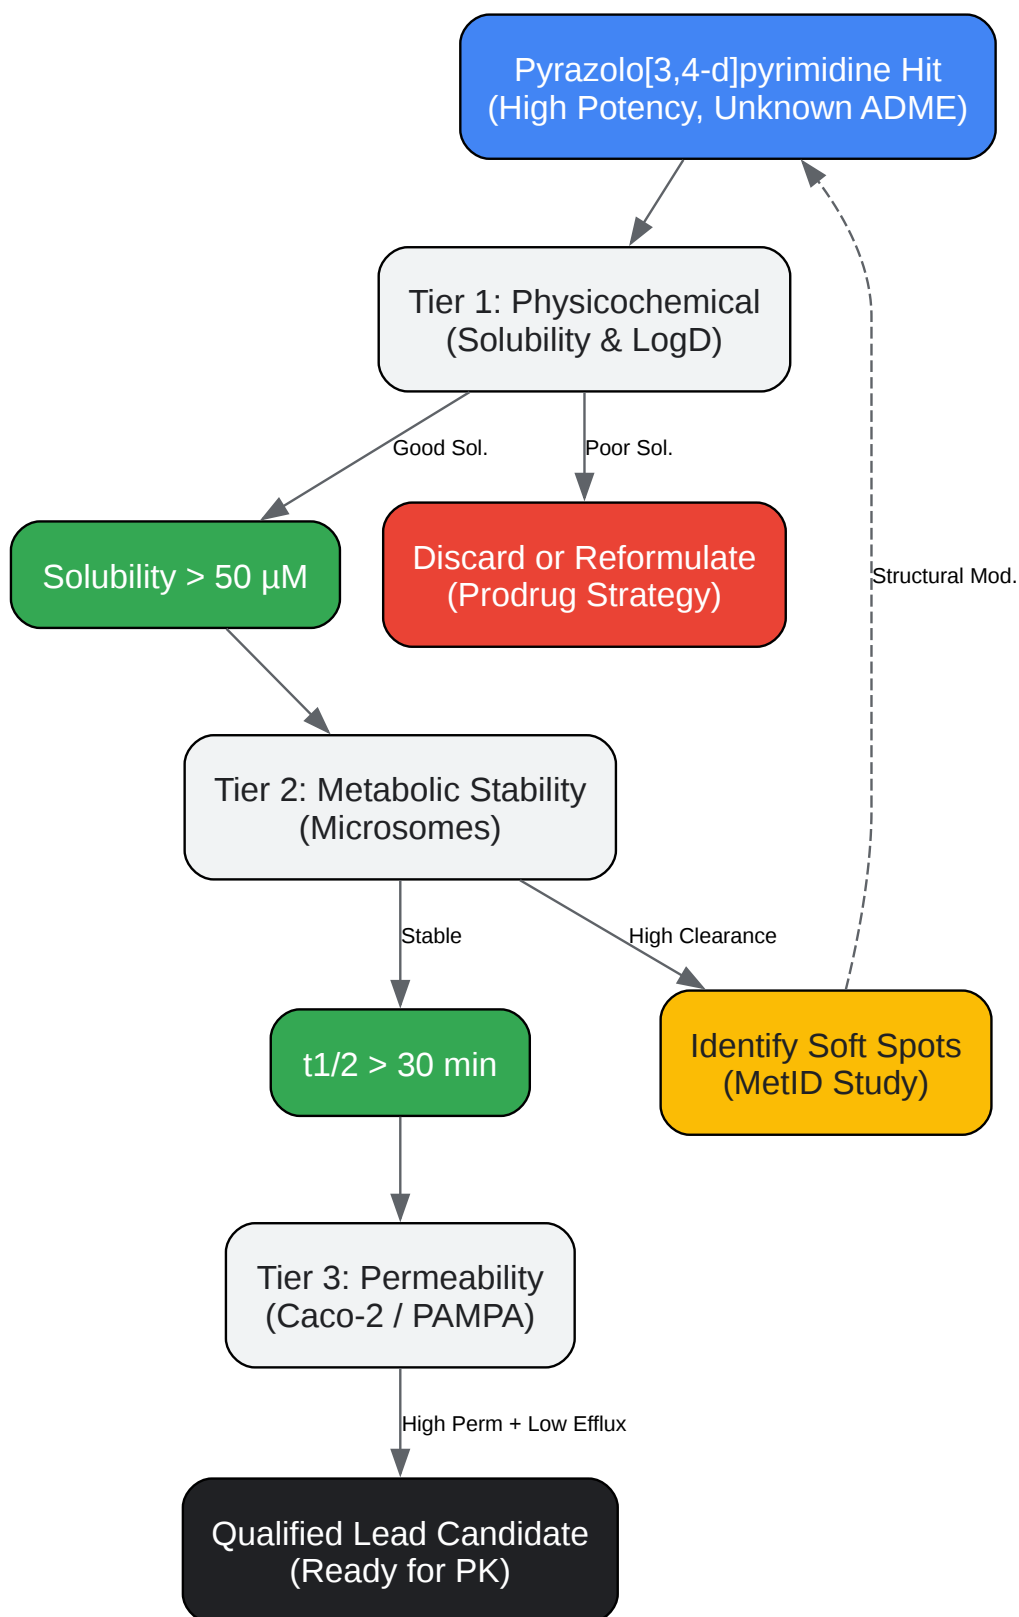 Pyrazolo[3,4-d]pyrimidine Hit
(High Potency, Unknown ADME)
Tier 1: Physicochemical
(Solubility & LogD)
Good Sol.
Poor Sol.
Solubility > 50 µM
Discard or Reformulate
(Prodrug Strategy)
Structural Mod.
Tier 2: Metabolic Stability
(Microsomes)
Stable
High Clearance
t1/2 > 30 min
Identify Soft Spots
(MetID Study)
Tier 3: Permeability
(Caco-2 / PAMPA)
High Perm + Low Efflux
Qualified Lead Candidate
(Ready for PK)